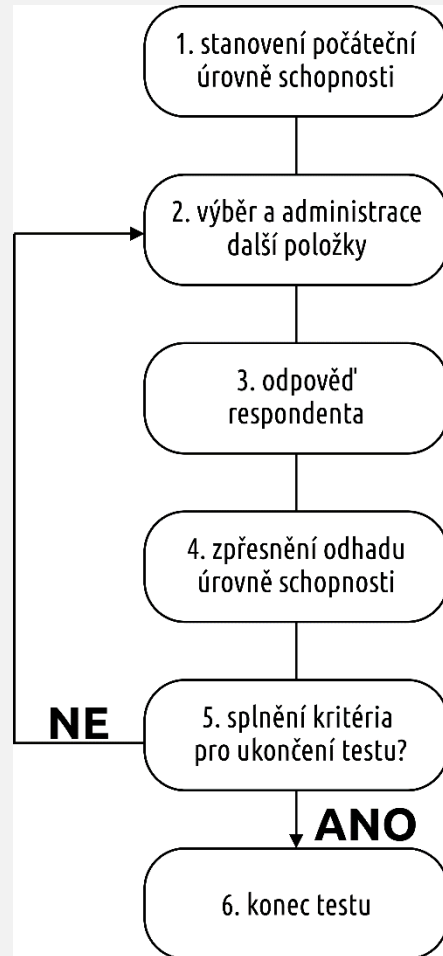 1. stanovení počáteční
úrovně schopnosti
2. výběr a administrace
další položky
3. odpověď
respondenta
4. zpřesnění odhadu
úrovně schopnosti
NE
5. splnění kritéria
pro ukončení testu?
ANO
6. konec testu